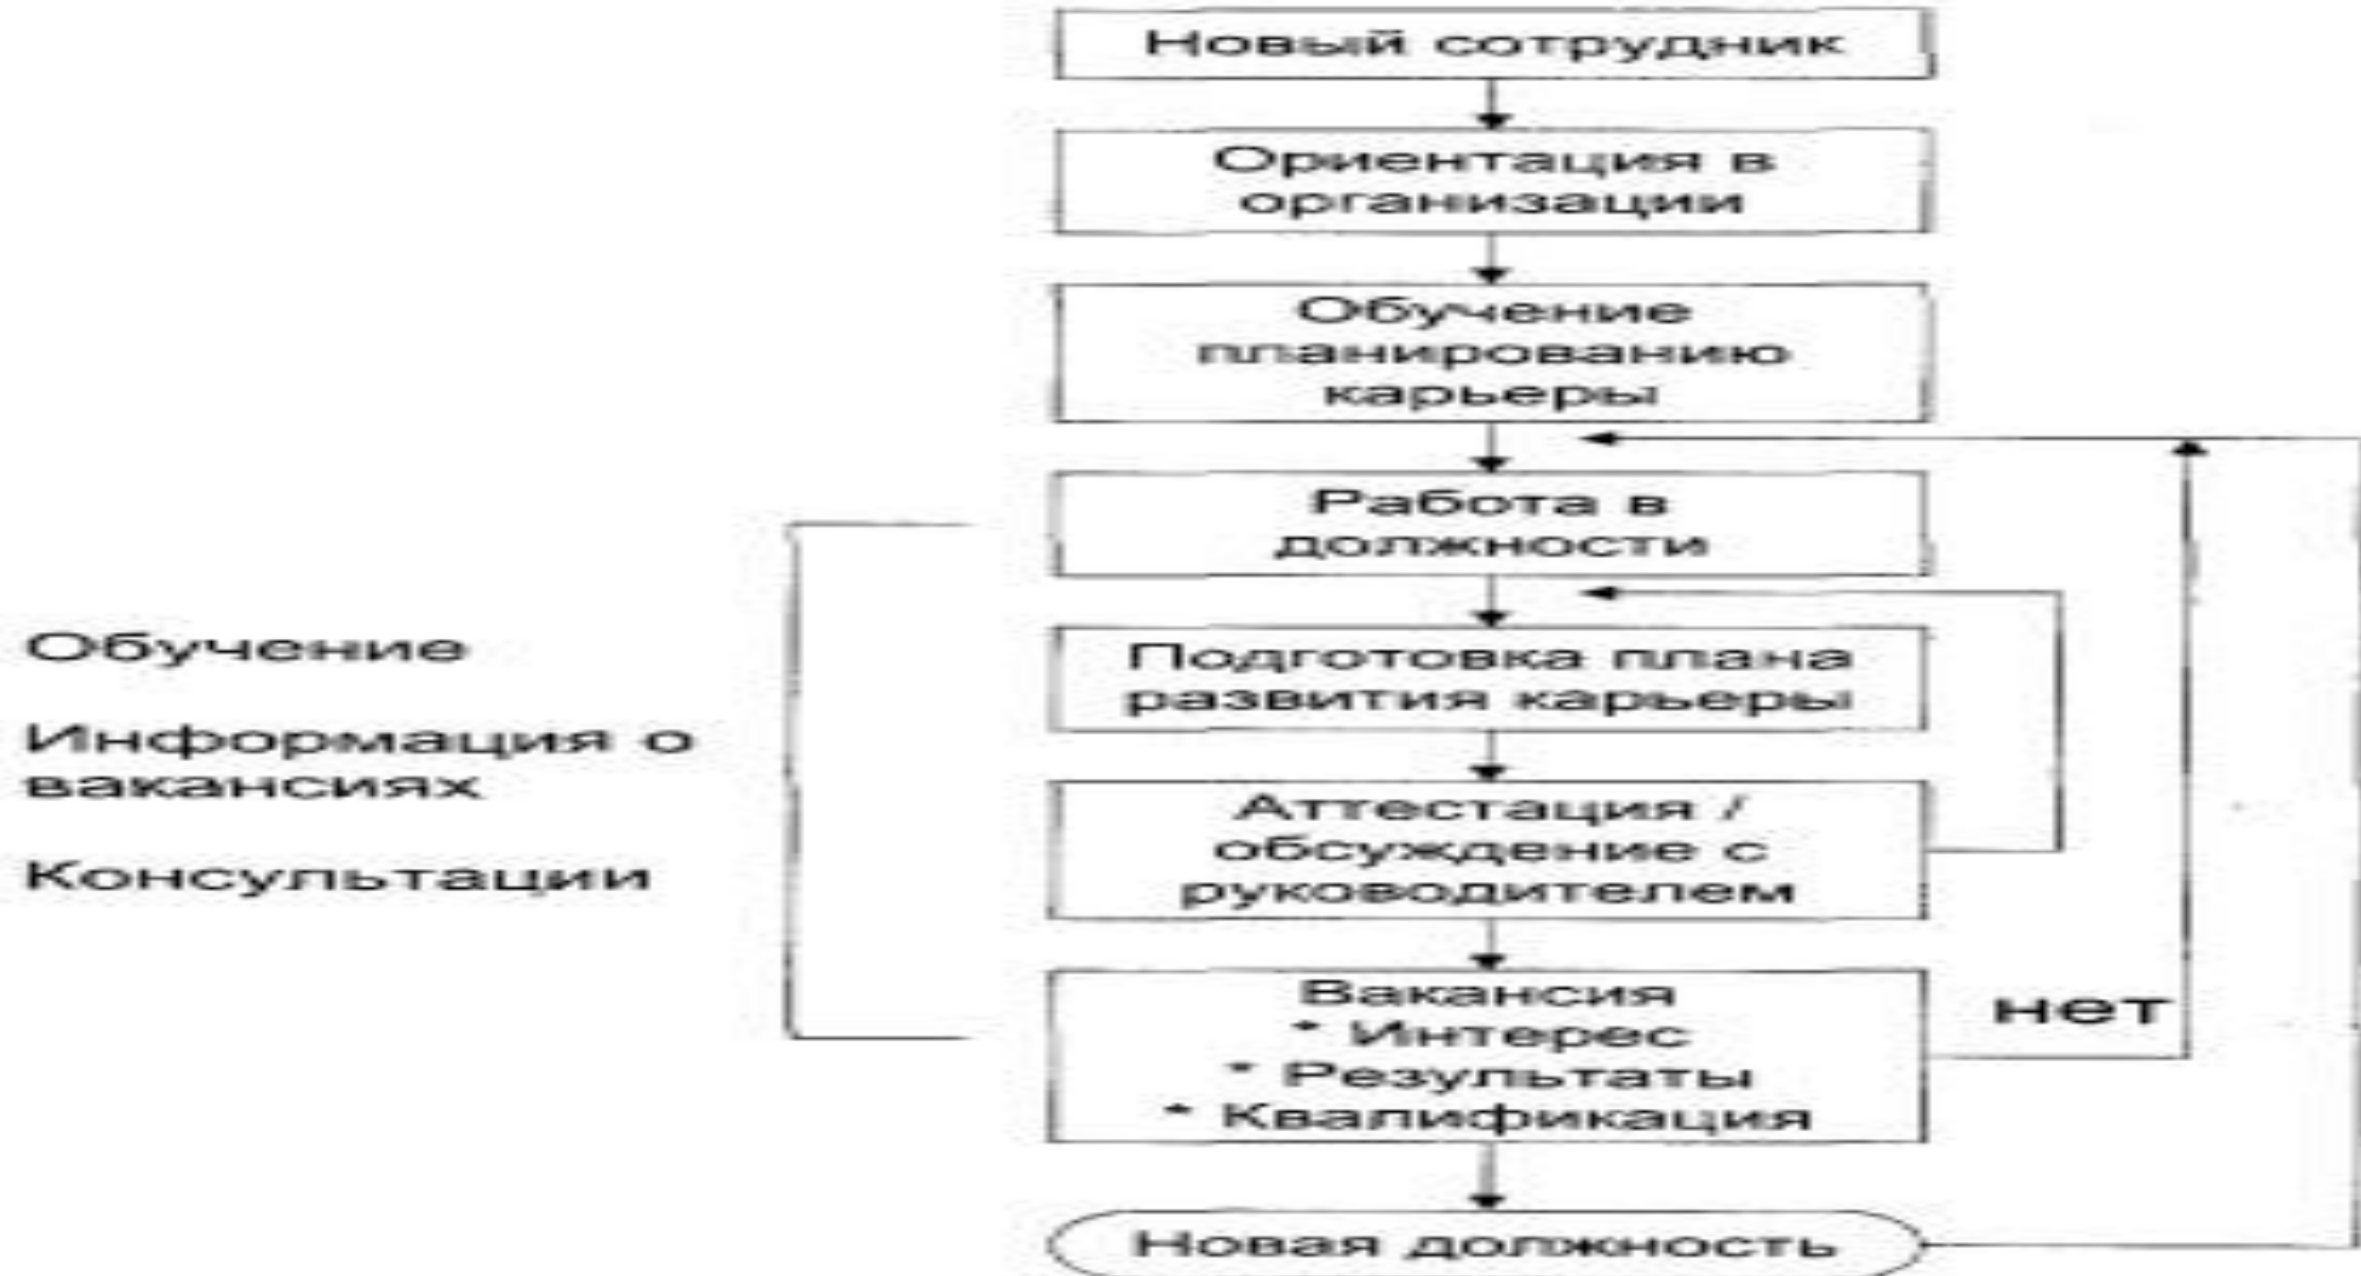 Новый сотрудник
Ориентация в
организации
Обучение
планированию
карьеры
Работа в
должности
Подготовка плана
развития карьеры
Аттестация /
обсуждение с
руководителем
Вакансия
* Интерес
* Результаты
* Квалификация
нет
Новая должность
Обучение
Информация о
вакансиях
Консультации